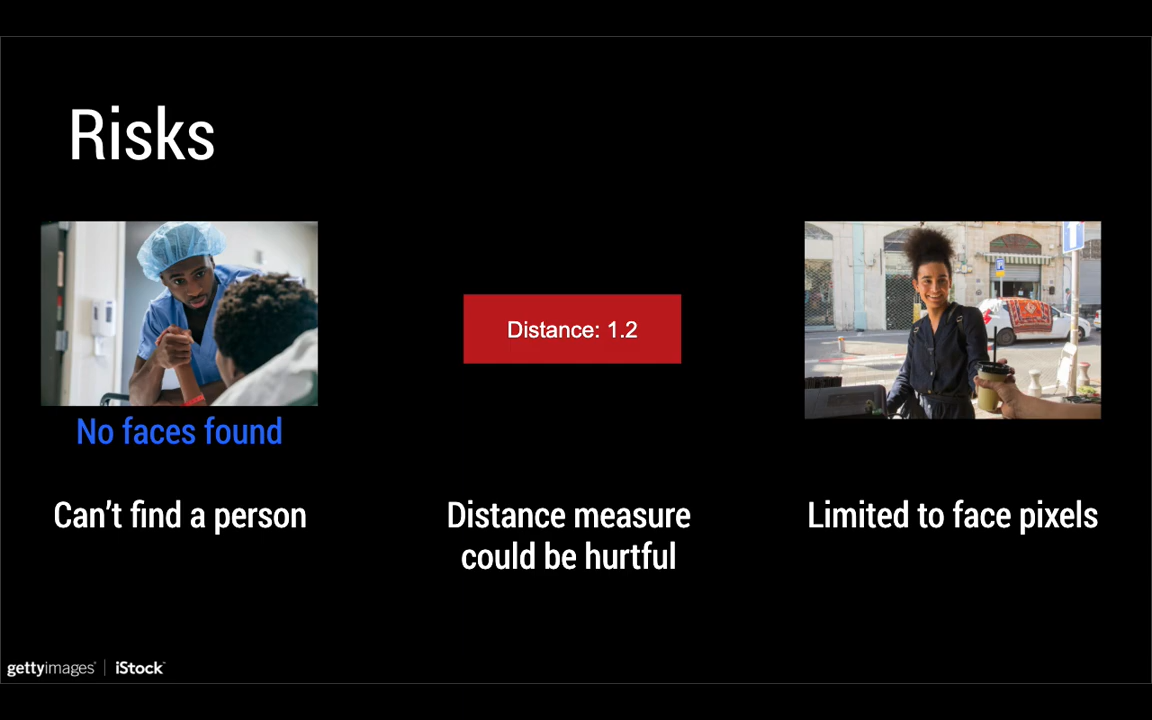 Risks
Distance: 1.2
No faces found
Can't find a person
Distance measure
could be hurtful
Limited to face pixels
gettyimages® | iStock™